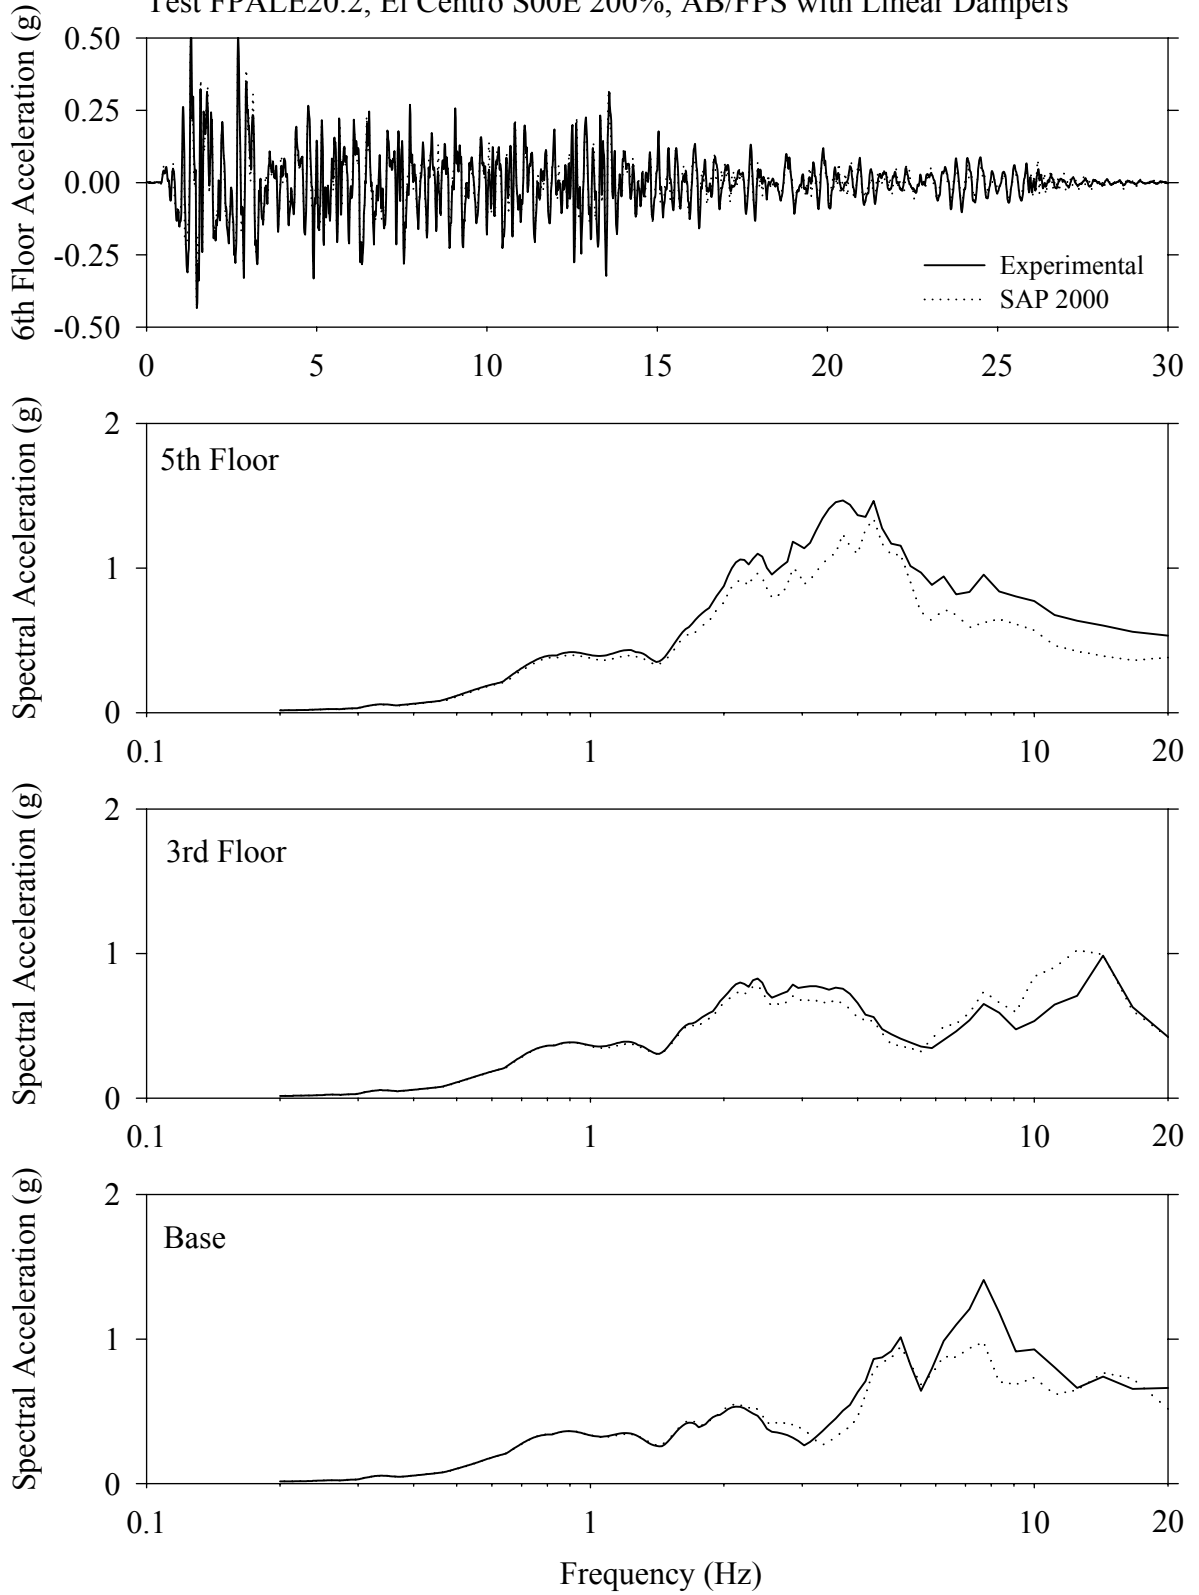 Test FPALE20.2, El Centro S00E 200%, AB/FPS with Linear Dampers
6th Floor Acceleration (g)
0.50
0.25
0.00
-0.25
-0.50
Experimental
SAP 2000
0 5 10 15 20 25 30
Spectral Acceleration (g)
2
1
0
5th Floor
0.1 1 10 20
Spectral Acceleration (g)
2
1
0
3rd Floor
0.1 1 10 20
Spectral Acceleration (g)
2
1
0
Base
0.1 1 10 20
Frequency (Hz)